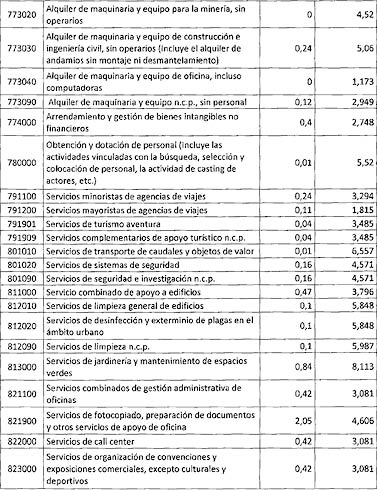 773020 Alquiler de maquinaria y equipo para la minería, sin operarios 0 4,52
773030 Alquiler de maquinaria y equipo de construcción e ingeniería civil, sin operarios (Incluye el alquiler de andamios sin montaje ni desmantelamiento) 0,24 5,06
773040 Alquiler de maquinaria y equipo de oficina, incluso computadoras 0 1,173
773090 Alquiler de maquinaria y equipo n.c.p., sin personal 0,12 2,949
774000 Arrendamiento y gestión de bienes intangibles no financieros 0,4 2,748
780000 Obtención y dotación de personal (Incluye las actividades vinculadas con la búsqueda, selección y colocación de personal, la actividad de casting de actores, etc.) 0,01 5,52
791100 Servicios minoristas de agencias de viajes 0,24 3,294
791200 Servicios mayoristas de agencias de viajes 0,11 1,815
791901 Servicios de turismo aventura 0,04 3,485
791909 Servicios complementarios de apoyo turístico n.c.p. 0,04 3,485
801010 Servicios de transporte de caudales y objetos de valor 0,01 6,557
801020 Servicios de sistemas de seguridad 0,16 4,571
801090 Servicios de seguridad e investigación n.c.p. 0,16 4,571
811000 Servicio combinado de apoyo a edificios 0,47 3,796
812010 Servicios de limpieza general de edificios 0,1 5,848
812020 Servicios de desinfección y exterminio de plagas en el ámbito urbano 0,1 5,848
812090 Servicios de limpieza n.c.p. 0,1 5,987
813000 Servicios de jardinería y mantenimiento de espacios verdes 0,84 8,113
821100 Servicios combinados de gestión administrativa de oficinas 0,42 3,081
821900 Servicios de fotocopiado, preparación de documentos y otros servicios de apoyo de oficina 2,05 4,606
822000 Servicios de call center 0,42 3,081
823000 Servicios de organización de convenciones y exposiciones comerciales, excepto culturales y deportivos 0,42 3,081